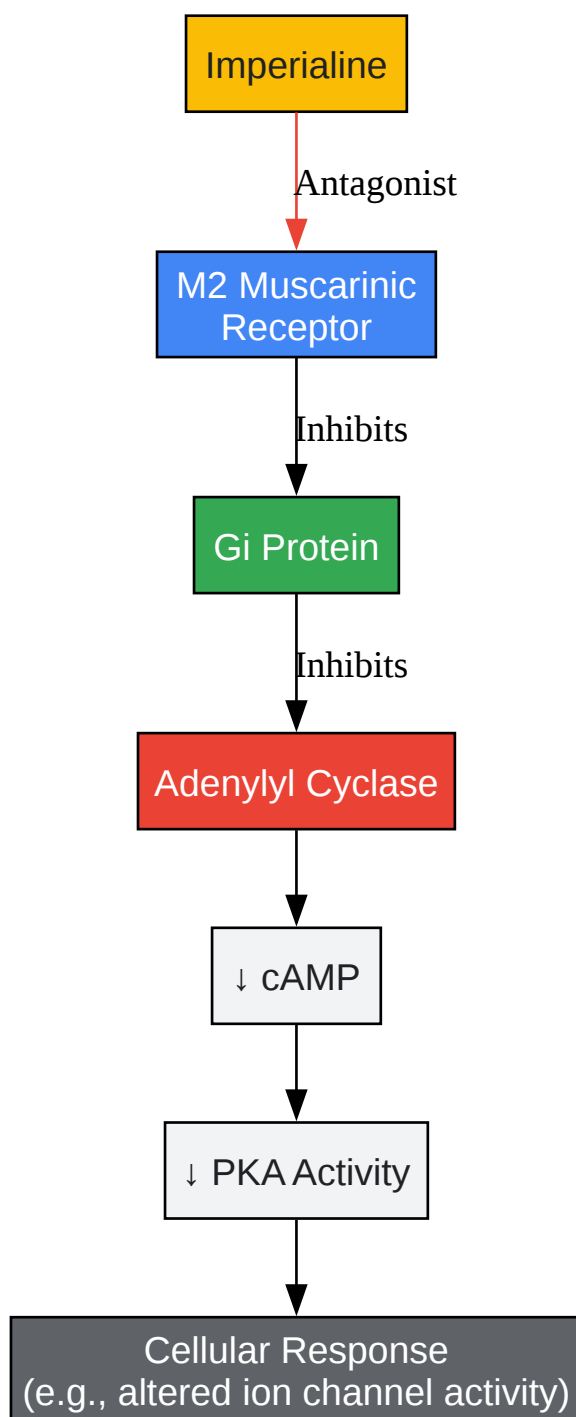 Imperialine
Antagonist
M2 Muscarinic
Receptor
Inhibits
Gi Protein
Inhibits
Adenylyl Cyclase
↓ cAMP
↓ PKA Activity
Cellular Response
(e.g., altered ion channel activity)